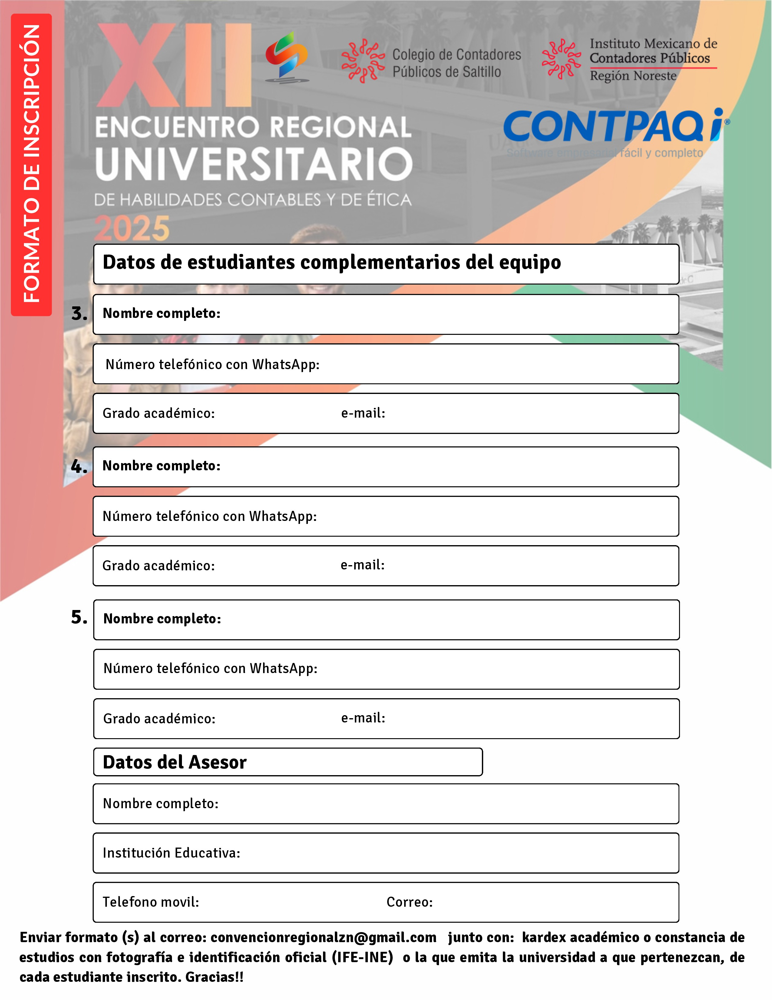 FORMATO DE INSCRIPCIÓN
XII
Colegio de Contadores
Públicos de Saltillo
Instituto Mexicano de
Contadores Públicos
Región Noreste
ENCUENTRO REGIONAL
UNIVERSITARIO
DE HABILIDADES CONTABLES Y DE ÉTICA
2025
CONTPAQi®
Software empresarial fácil y completo
Datos de estudiantes complementarios del equipo
3. Nombre completo:
Número telefónico con WhatsApp:
Grado académico: e-mail:
4. Nombre completo:
Número telefónico con WhatsApp:
Grado académico: e-mail:
5. Nombre completo:
Número telefónico con WhatsApp:
Grado académico: e-mail:
Datos del Asesor
Nombre completo:
Institución Educativa:
Telefono movil: Correo:
Enviar formato (s) al correo: convencionregionalzn@gmail.com junto con: kardex académico o constancia de
estudios con fotografía e identificación oficial (IFE-INE) o la que emita la universidad a que pertenezcan, de
cada estudiante inscrito. Gracias!!